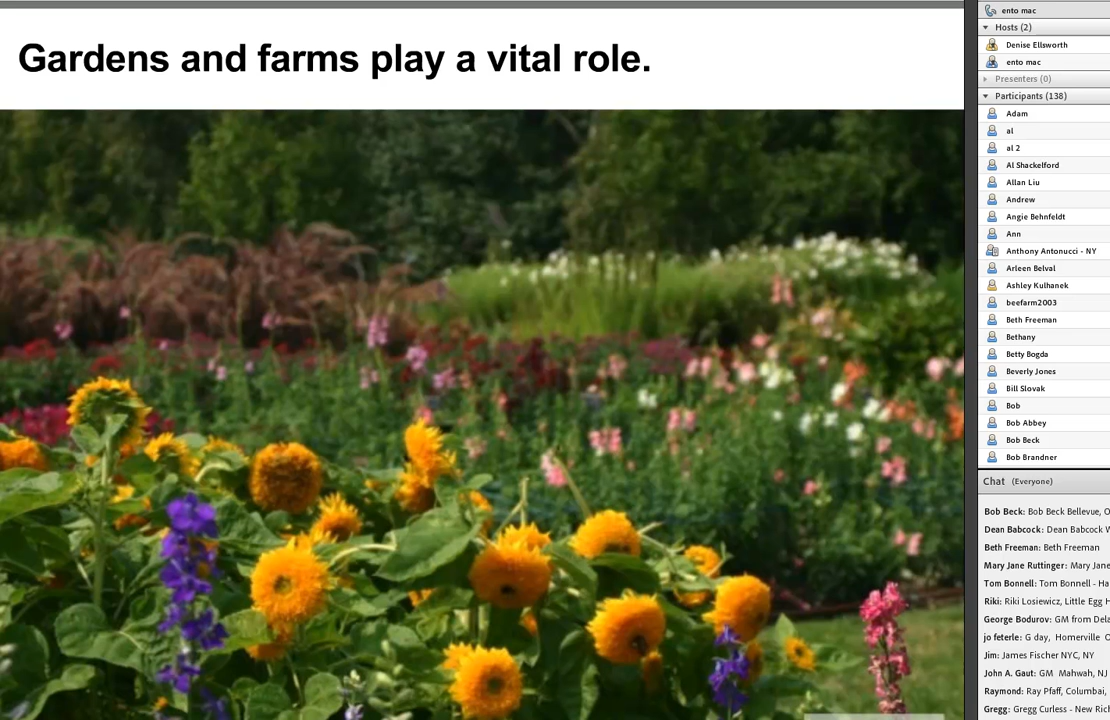 Gardens and farms play a vital role.
ento mac
Hosts (2)
Denise Ellsworth
ento mac
Presenters (0)
Participants (138)
Adam
al
al 2
Al Shackelford
Allan Liu
Andrew
Angie Behnfeldt
Ann
Anthony Antonucci - NY
Arleen Belval
Ashley Kulhanek
beefarm2003
Beth Freeman
Bethany
Betty Bogda
Beverly Jones
Bill Slovak
Bob
Bob Abbey
Bob Beck
Bob Brandner
Chat (Everyone)
Bob Beck: Bob Beck Bellevue, O
Dean Babcock: Dean Babcock W
Beth Freeman: Beth Freeman
Mary Jane Ruttinger: Mary Jane
Tom Bonnell: Tom Bonnell - Ha
Riki: Riki Losiewicz, Little Egg H
George Bodurov: GM from Dela
jo feterle: G day, Homerville O
Jim: James Fischer NYC, NY
John A. Gaut: GM Mahwah, NJ
Raymond: Ray Pfaff, Columbai,
Gregg: Gregg Curless - New Rich